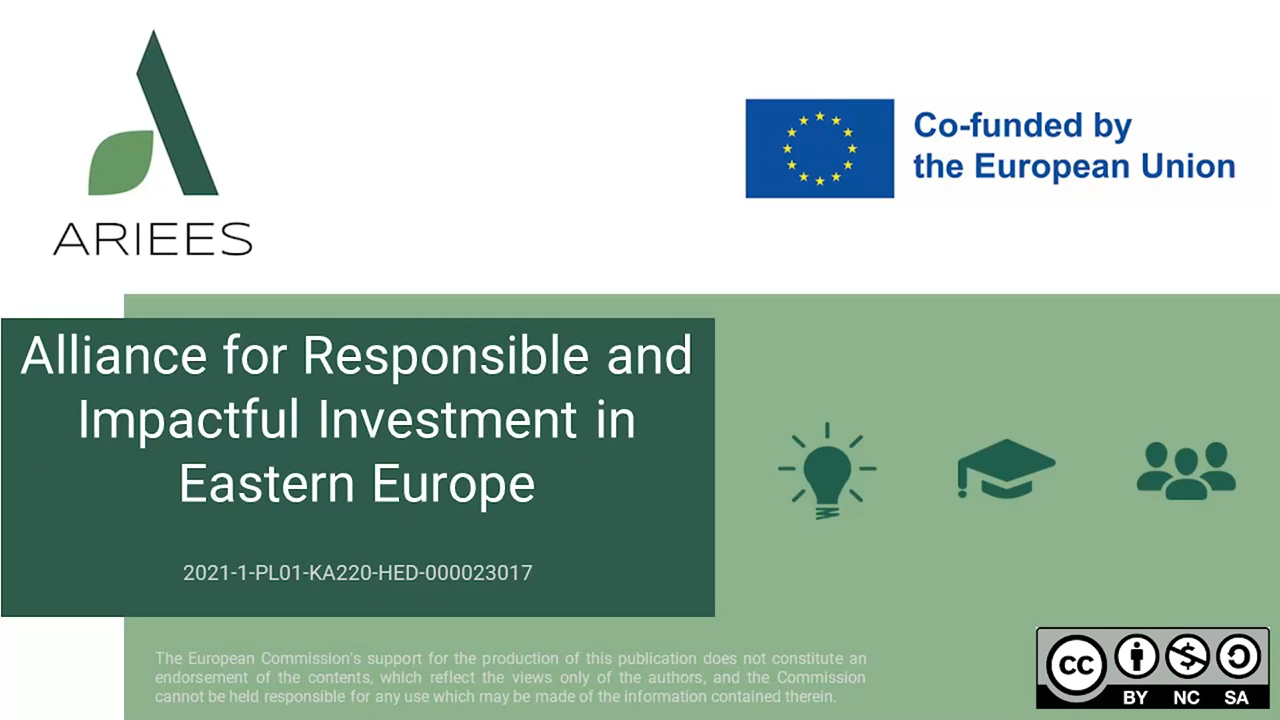 ARIEES
Co-funded by
the European Union
Alliance for Responsible and
Impactful Investment in
Eastern Europe
2021-1-PL01-KA220-HED-000023017
The European Commission's support for the production of this publication does not constitute an
endorsement of the contents, which reflect the views only of the authors, and the Commission
cannot be held responsible for any use which may be made of the information contained therein.
cc
BY NC SA